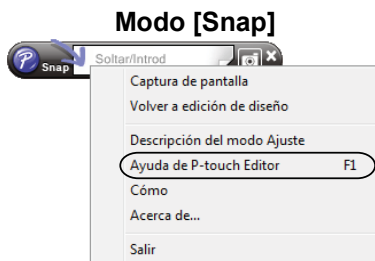 Modo [Snap]
P Snap Soltar/Introd
Captura de pantalla
Volver a edición de diseño
Descripción del modo Ajuste
Ayuda de P-touch Editor F1
Cómo
Acerca de...
Salir